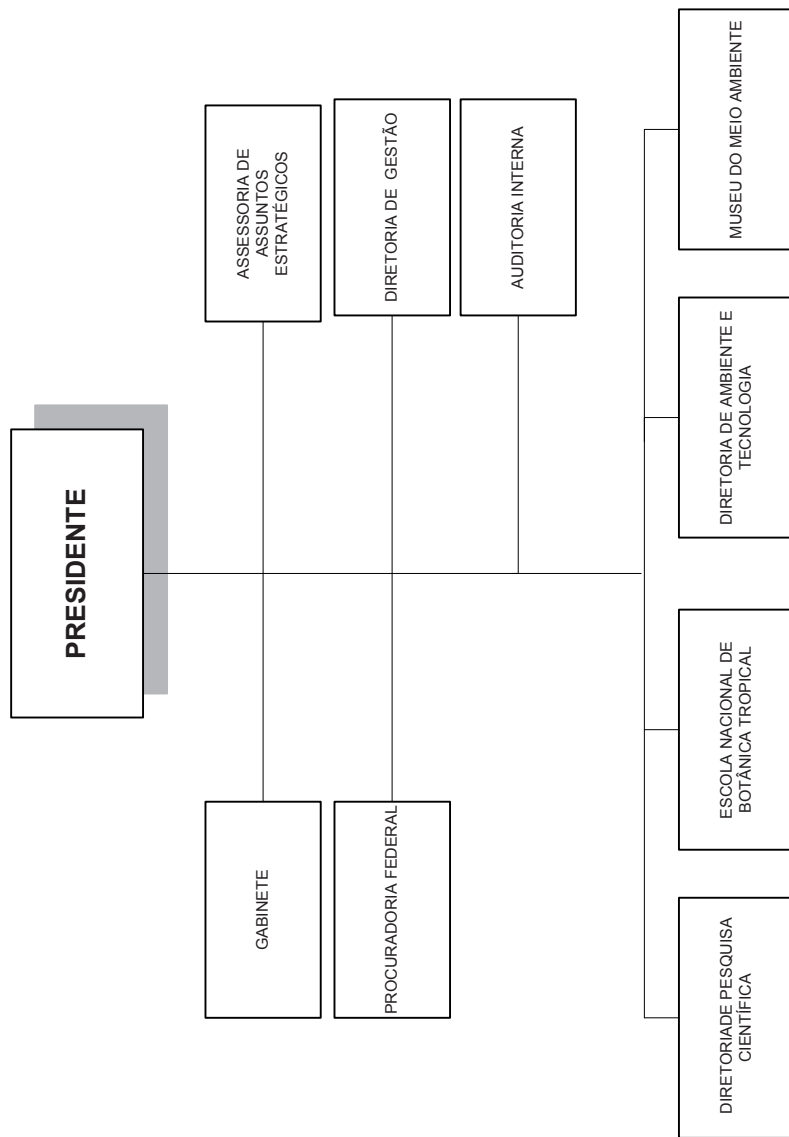 PRESIDENTE
GABINETE
ASSESSORIA DE
ASSUNTOS
ESTRATÉGICOS
PROCURADORIA FEDERAL
DIRETORIA DE GESTÃO
AUDITORIA INTERNA
DIRETORIADE PESQUISA
CIENTÍFICA
ESCOLA NACIONAL DE
BOTÂNICA TROPICAL
DIRETORIA DE AMBIENTE E
TECNOLOGIA
MUSEU DO MEIO AMBIENTE